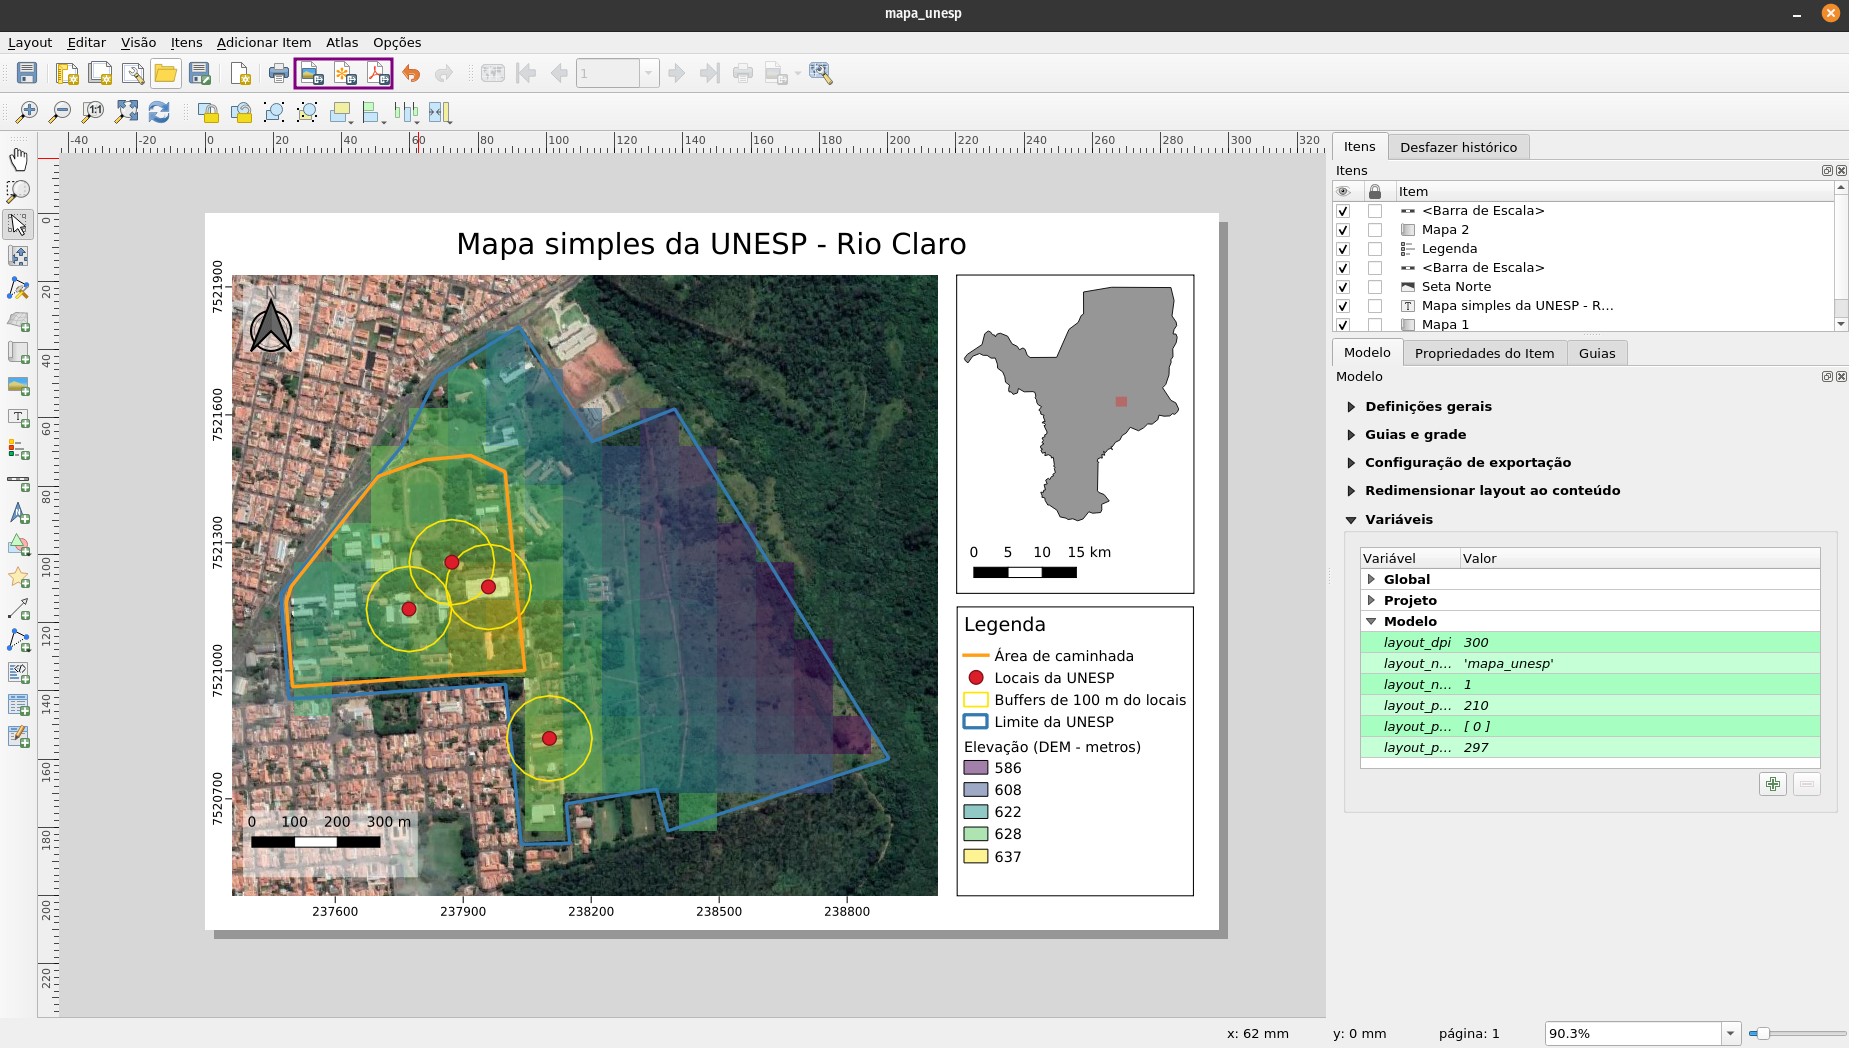 mapa_unesp
Layout Editar Visão Itens Adicionar Item Atlas Opções
1
-40 -20 0 20 40 60 80 100 120 140 160 180 200 220 240 260 280 300 320
0
20
40
60
80
100
120
140
160
180
200
220
Mapa simples da UNESP - Rio Claro
7521900
7521600
7521300
7521000
7520700
N
0 100 200 300 m
237600 237900 238200 238500 238800
0 5 10 15 km
Legenda
Área de caminhada
Locais da UNESP
Buffers de 100 m do locais
Limite da UNESP
Elevação (DEM - metros)
586
608
622
628
637
Itens Desfazer histórico
Itens
Item
<Barra de Escala>
Mapa 2
Legenda
<Barra de Escala>
Seta Norte
Mapa simples da UNESP - R...
Mapa 1
Modelo Propriedades do Item Guias
Modelo
Definições gerais
Guias e grade
Configuração de exportação
Redimensionar layout ao conteúdo
Variáveis
Variável Valor
Global
Projeto
Modelo
layout_dpi 300
layout_n... 'mapa_unesp'
layout_n... 1
layout_p... 210
layout_p... [ 0 ]
layout_p... 297
x: 62 mm y: 0 mm página: 1 90.3%